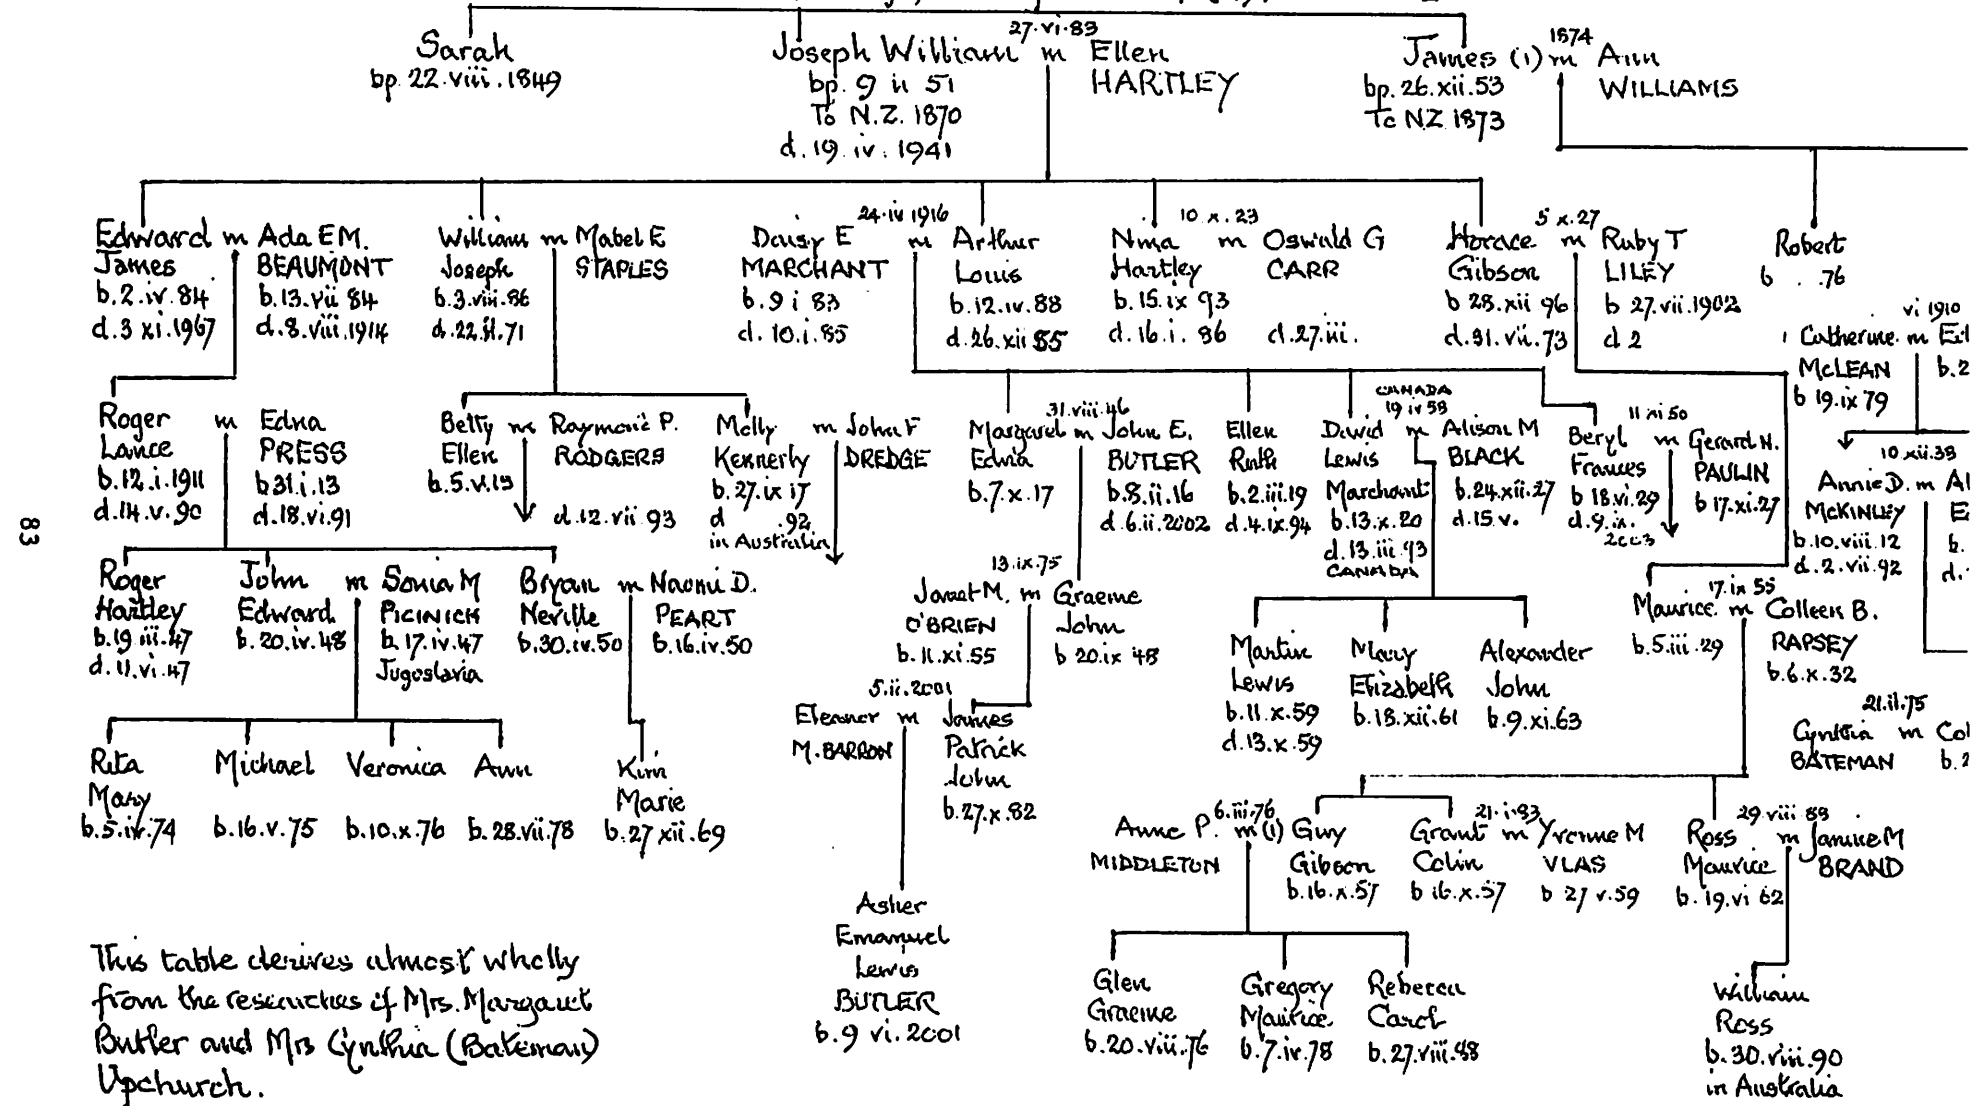 27.vi.83
Sarah
bp. 22.viii.1849
Joseph William m Ellen
HARTLEY
bp. 9 ii 51
To N.Z. 1870
d. 19 iv. 1941
1874
James (1) m Ann
WILLIAMS
bp. 26.xii.53
To NZ 1873
Edward m Ada EM.
James BEAUMONT
b. 2.iv.84 b. 13.vii 84
d. 3 xi.1967 d. 8.viii.1914
William m Mabel E
Joseph STAPLES
b. 3.viii.86
d. 22.ii.71
24.iv 1916
Daisy E m Arthur
MARCHANT Louis
b. 9 i 83 b. 12.iv.88
d. 10.i.85 d. 26.xii 55
10 x.23
Nina m Oswald G
Hartley CARR
b. 15.ix 93
d. 16.i.86 d. 27.iii.
5 x.27
Horace m Ruby T
Gibson LILEY
b 28.xii 96 b 27.vii.1902
d. 31.vii.73 d 2
Robert
b . .76
vi 1910
Catherine m
McLEAN
b 19.ix 79
Roger m Edna
Lance PRESS
b. 12.i.1911 b 31.i.13
d. 14.v.90 d. 18.vi.91
Betty m Raymond P.
Ellen RODGERS
b. 5.v.13
d. 12.vii 93
Molly m John F
Kennerly DREDGE
b. 27.ix 17
d .92
in Australia
31.viii.46
Margaret m John E.
Edna BUTLER
b. 7.x.17 b. 8.ii.16
d. 6.ii.2002
Ellen
Ruth
b. 2.iii.19
d. 4.ix.94
CANADA
19 iv 58
David m Alison M
Lewis BLACK
Marchant b. 24.xii.27
b. 13.x.20 d. 15.v.
d. 13.iii.93
CANADA
11 xi 50
Beryl m Gerard N.
Frances PAULIN
b 18.vi.29 b 17.xi.27
d. 9.ix.
2003
10.xii.38
Annie D. m
McKINLEY
b. 10.viii.12
d. 2.vii.92
Roger
Hartley
b. 19.iii.47
d. 11.vi.47
John m Sonia M
Edward PICINICH
b. 20.iv.48 b. 17.iv.47
Jugoslavia
Bryan m Naomi D.
Neville PEART
b. 30.iv.50 b. 16.iv.50
13.ix.75
Janet M. m Graeme
O'BRIEN John
b. 11.xi.55 b 20.ix 48
Martin
Lewis
b. 11.x.59
d. 13.x.59
Mary
Elizabeth
b. 18.xii.61
Alexander
John
b. 9.xi.63
17.ix 55
Maurice m Colleen B.
RAPSEY
b. 5.iii.29 b. 6.x.32
21.ii.75
Cynthia m
BATEMAN
5.ii.2001
Eleanor m James
M. BARRON Patrick
John
b. 27.x.82
Rita
Mary
b. 5.iv.74
Michael
b. 16.v.75
Veronica
b. 10.x.76
Ann
b. 28.vii.78
Kim
Marie
b. 27 xii.69
6.iii.76
Anne P. m (1) Guy
MIDDLETON Gibson
b. 16.x.57
21.i.83
Grant m Yvonne M
Colin VLAS
b 16.x.57 b 27 v.59
29.viii 88
Ross m Janine M
Maurice BRAND
b. 19.vi 62
Asher
Emanuel
Lewis
BUTLER
b. 9 vi. 2001
Glen
Graeme
b. 20.viii.76
Gregory
Maurice
b. 7.iv.78
Rebecca
Carol
b. 27.viii.88
William
Ross
b. 30.viii.90
in Australia
This table derives almost wholly
from the researches of Mrs. Margaret
Butler and Mrs Cynthia (Bateman)
Upchurch.
83